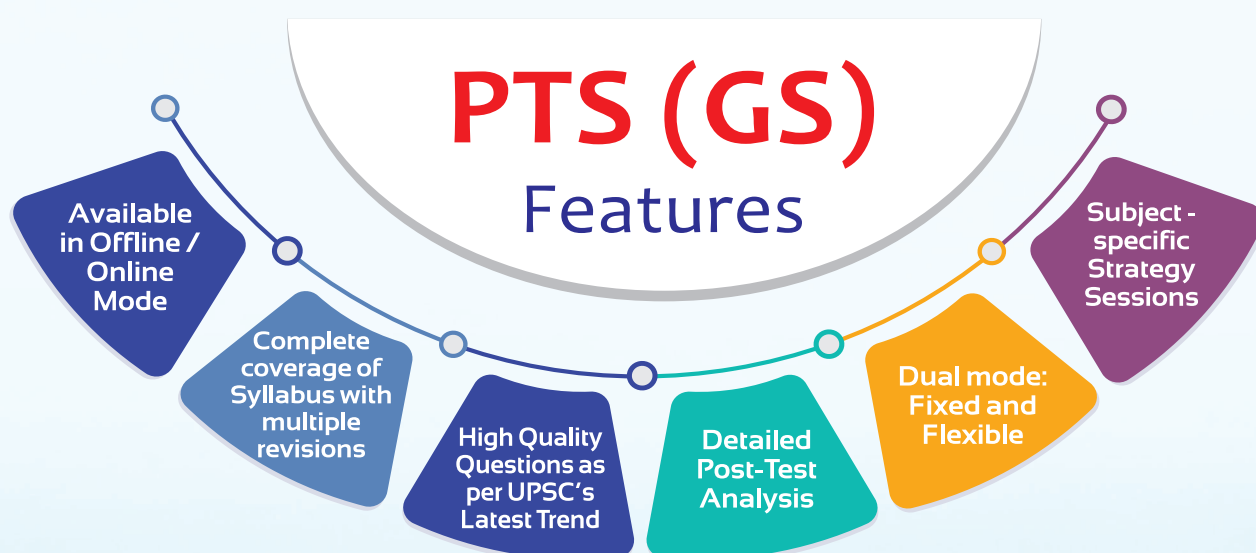 PTS (GS)
Features
Available
in Offline /
Online
Mode
Complete
coverage of
Syllabus with
multiple
revisions
High Quality
Questions as
per UPSC's
Latest Trend
Detailed
Post-Test
Analysis
Dual mode:
Fixed and
Flexible
Subject -
specific
Strategy
Sessions